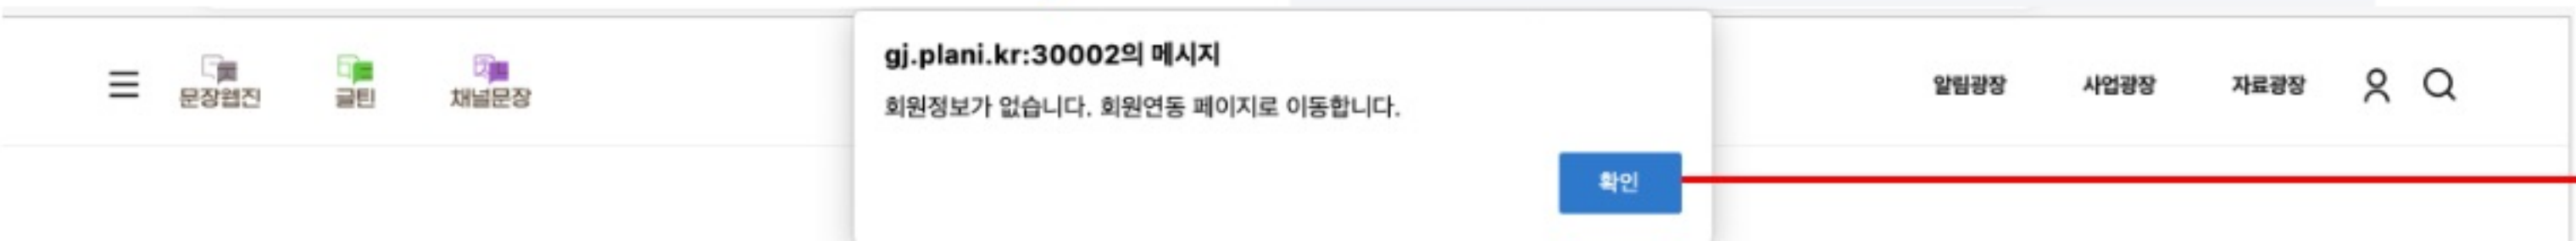 gj.plani.kr:30002의 메시지
회원정보가 없습니다. 회원연동 페이지로 이동합니다.
확인
문장웹진
글틴
채널문장
알림광장
사업광장
자료광장